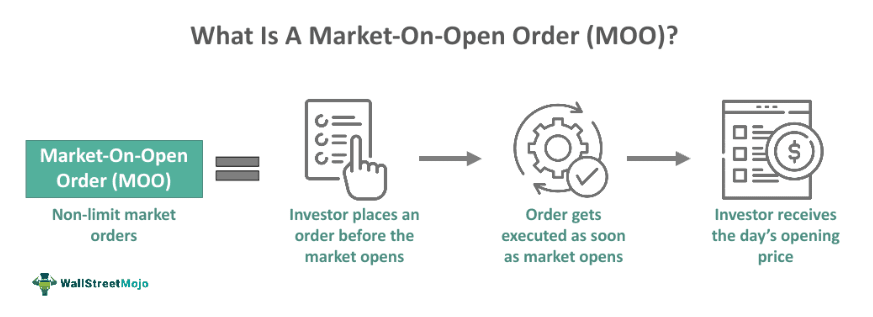 What Is A Market-On-Open Order (MOO)?
Market-On-Open
Order (MOO)
Non-limit market
orders
Investor places an
order before the
market opens
Order gets
executed as soon
as market opens
$
Investor receives
the day’s opening
price
WallStreetMojo